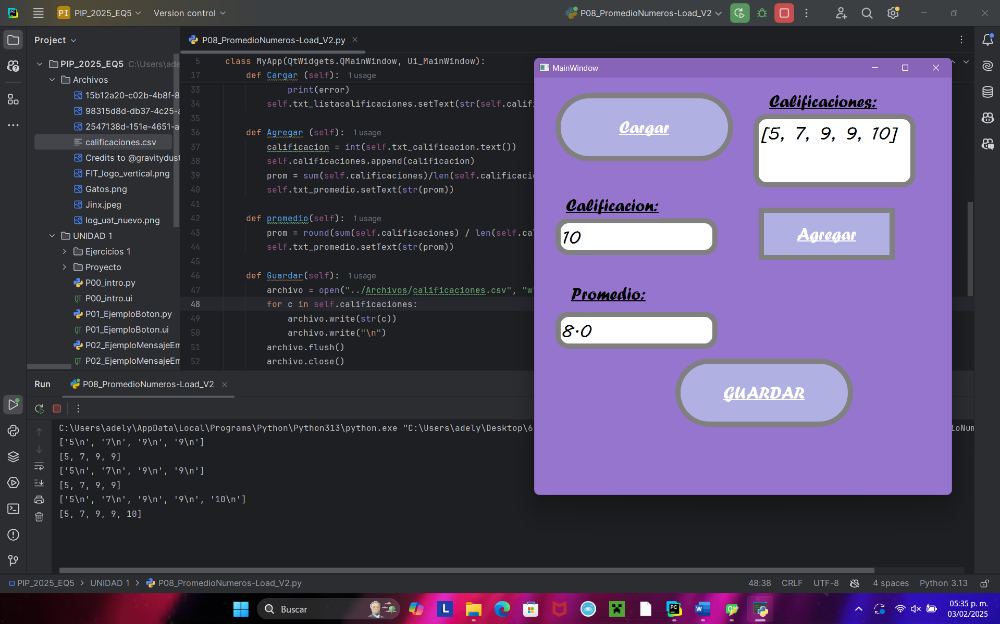 PI PIP_2025_EQ5 Version control P08_PromedioNumeros-Load_V2
Project
P08_PromedioNumeros-Load_V2.py
PIP_2025_EQ5 C:\Users\ade
Archivos
15b12a20-c02b-4b8f-8
98315d8d-db37-4c25-a
2547138d-151e-4651-a
calificaciones.csv
Credits to @gravitydust
FIT_logo_vertical.png
Gatos.png
Jinx.jpeg
log_uat_nuevo.png
UNIDAD 1
Ejercicios 1
Proyecto
P00_intro.py
P00_intro.ui
P01_EjemploBoton.py
P01_EjemploBoton.ui
P02_EjemploMensajeEm
P02_EjemploMensajeEm
5 class MyApp(QtWidgets.QMainWindow, Ui_MainWindow):
17 def Cargar (self): 1 usage
33 print(error)
34 self.txt_listacalificaciones.setText(str(self.calif
35
36 def Agregar (self): 1 usage
37 calificacion = int(self.txt_calificacion.text())
38 self.calificaciones.append(calificacion)
39 prom = sum(self.calificaciones)/len(self.calificaci
40 self.txt_promedio.setText(str(prom))
41
42 def promedio(self): 1 usage
43 prom = round(sum(self.calificaciones) / len(self.ca
44 self.txt_promedio.setText(str(prom))
45
46 def Guardar(self): 1 usage
47 archivo = open("../Archivos/calificaciones.csv", "w"
48 for c in self.calificaciones:
49 archivo.write(str(c))
50 archivo.write("\n")
51 archivo.flush()
52 archivo.close()
MainWindow
Cargar
Calificaciones:
[5, 7, 9, 9, 10]
Calificacion:
10
Agregar
Promedio:
8.0
GUARDAR
Run P08_PromedioNumeros-Load_V2
C:\Users\adely\AppData\Local\Programs\Python\Python313\python.exe "C:\Users\adely\Desktop\6 ioNum
['5\n', '7\n', '9\n', '9\n']
[5, 7, 9, 9]
['5\n', '7\n', '9\n', '9\n']
[5, 7, 9, 9]
['5\n', '7\n', '9\n', '9\n', '10\n']
[5, 7, 9, 9, 10]
PIP_2025_EQ5 > UNIDAD 1 > P08_PromedioNumeros-Load_V2.py 48:38 CRLF UTF-8 4 spaces Python 3.13
Buscar
05:35 p. m.
03/02/2025